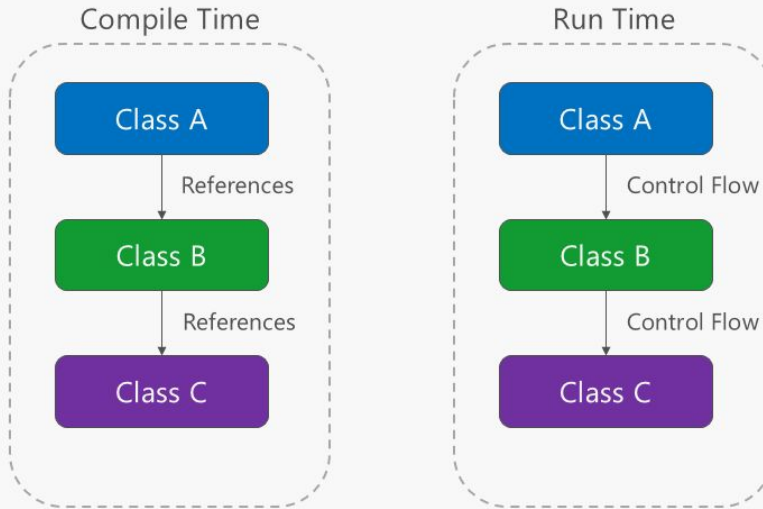 Compile Time
Class A
References
Class B
References
Class C
Run Time
Class A
Control Flow
Class B
Control Flow
Class C